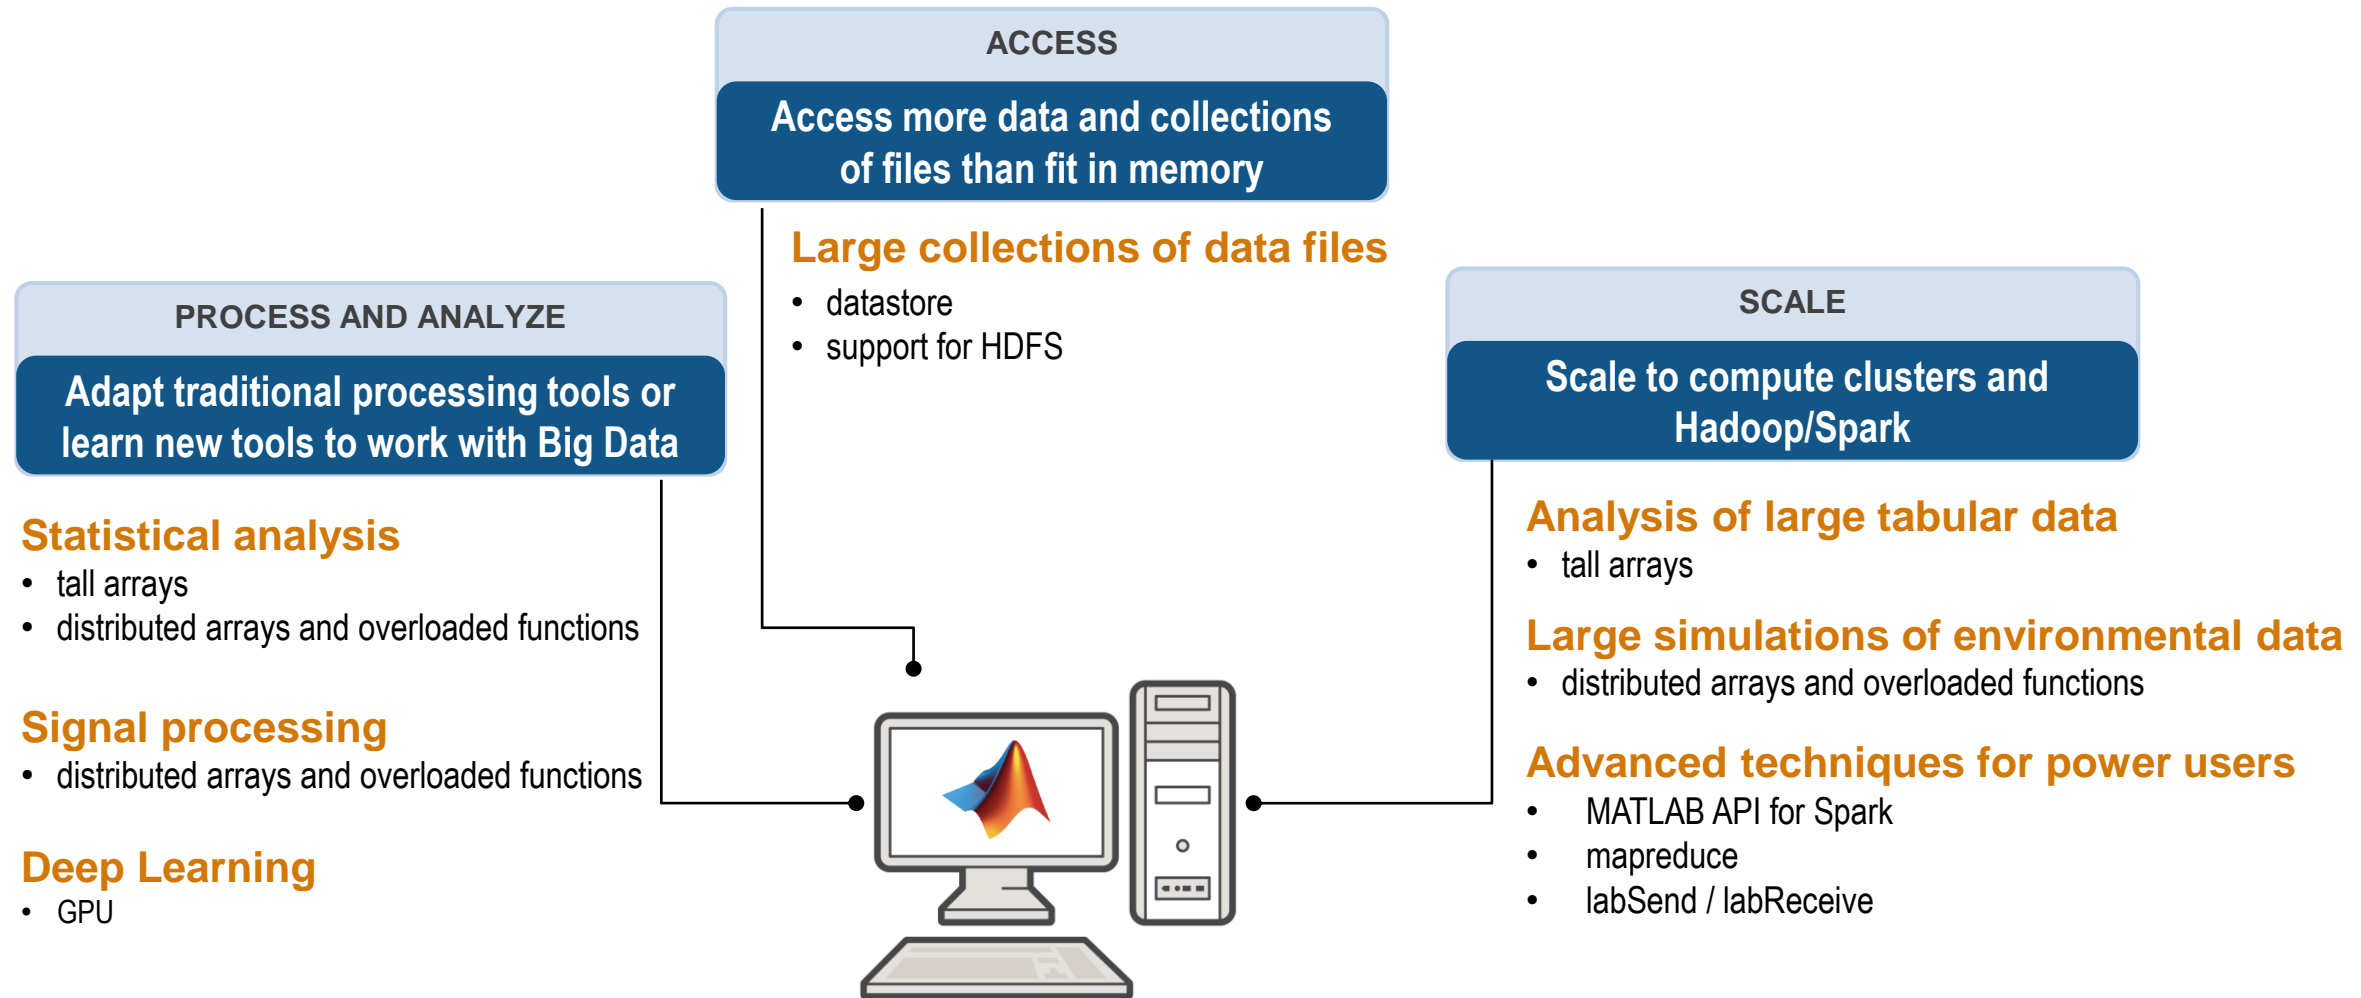 ACCESS
Access more data and collections
of files than fit in memory
Large collections of data files
• datastore
• support for HDFS
PROCESS AND ANALYZE
Adapt traditional processing tools or
learn new tools to work with Big Data
Statistical analysis
• tall arrays
• distributed arrays and overloaded functions
Signal processing
• distributed arrays and overloaded functions
Deep Learning
• GPU
SCALE
Scale to compute clusters and
Hadoop/Spark
Analysis of large tabular data
• tall arrays
Large simulations of environmental data
• distributed arrays and overloaded functions
Advanced techniques for power users
• MATLAB API for Spark
• mapreduce
• labSend / labReceive